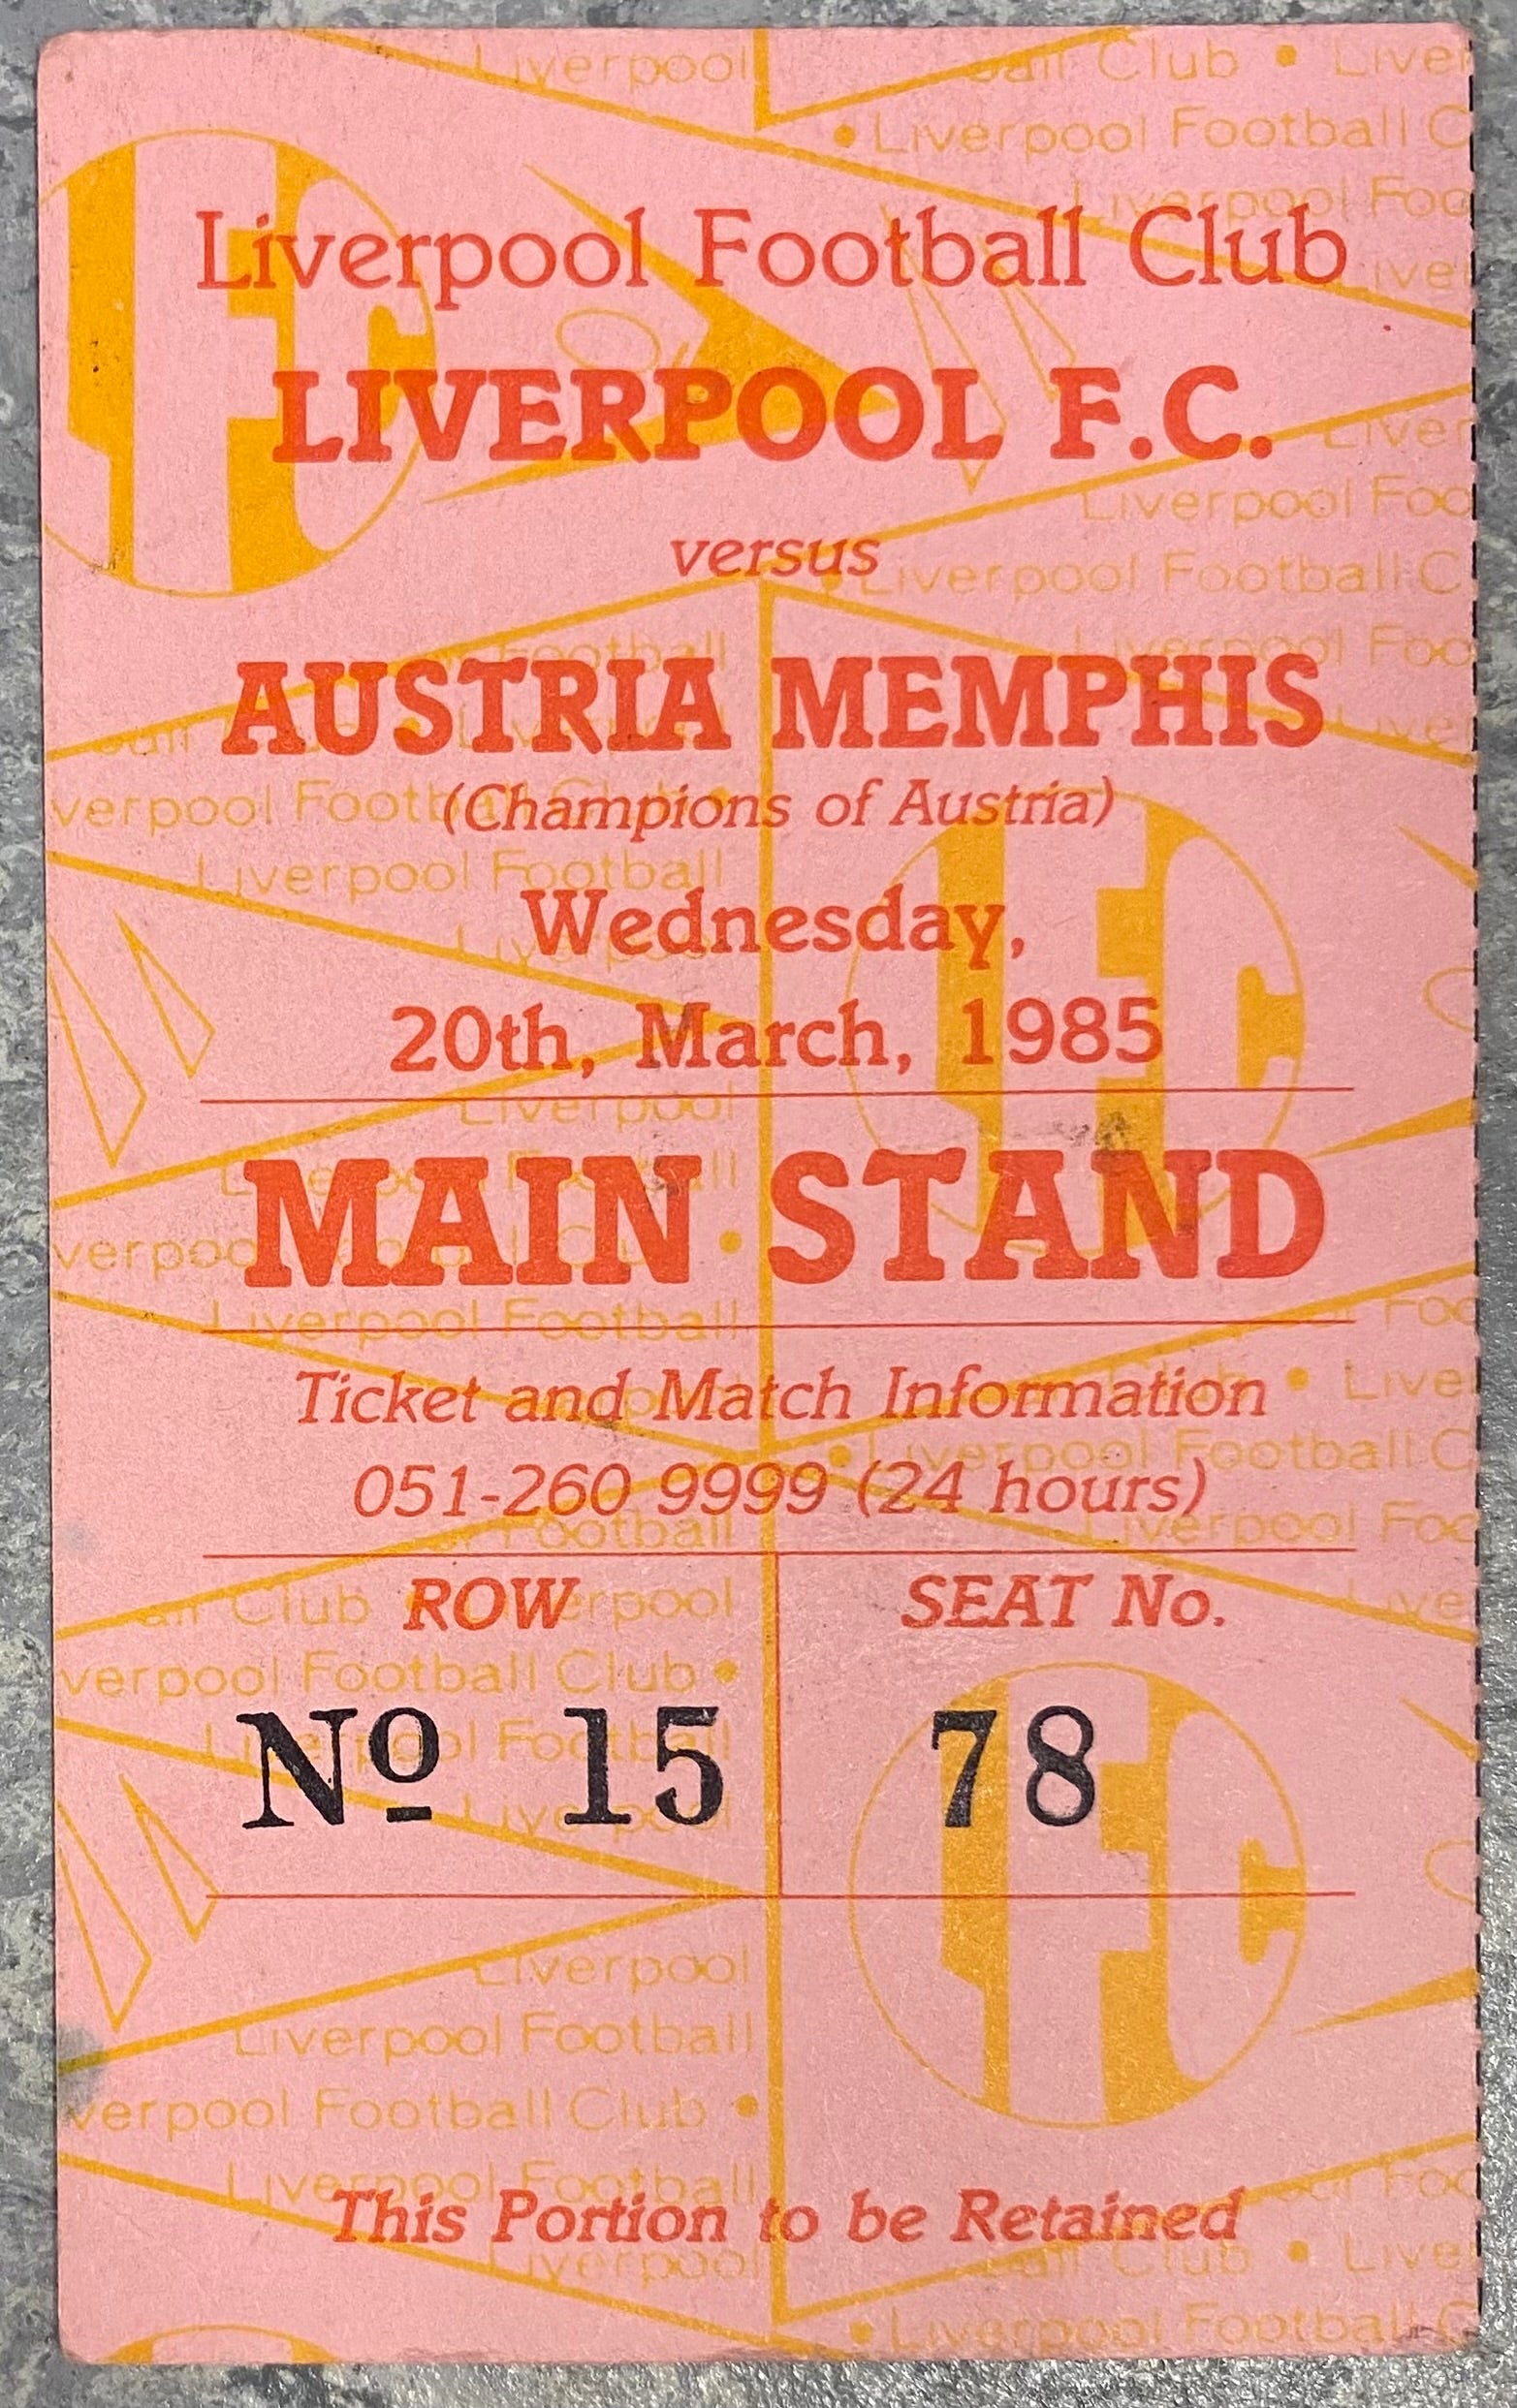 Liverpool Football Club
LIVERPOOL F.C.
versus
AUSTRIA MEMPHIS
(Champions of Austria)
Wednesday,
20th, March, 1985
MAIN STAND
Ticket and Match Information
051-260 9999 (24 hours)
ROW SEAT No.
Nº 15 78
This Portion to be Retained